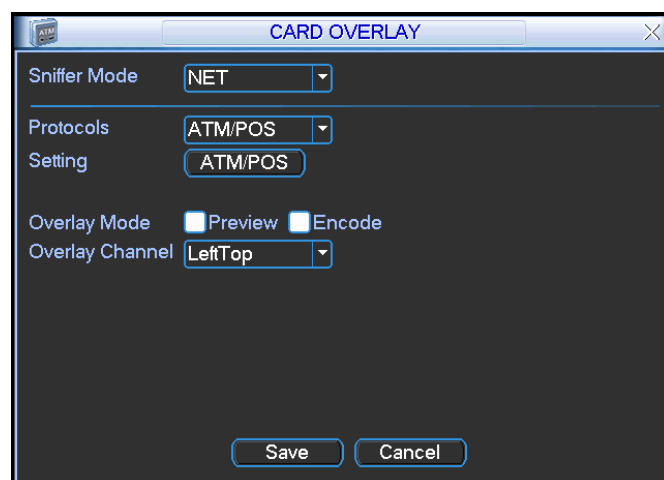 ATM
CARD OVERLAY
Sniffer Mode NET
Protocols ATM/POS
Setting ATM/POS
Overlay Mode Preview Encode
Overlay Channel LeftTop
Save Cancel